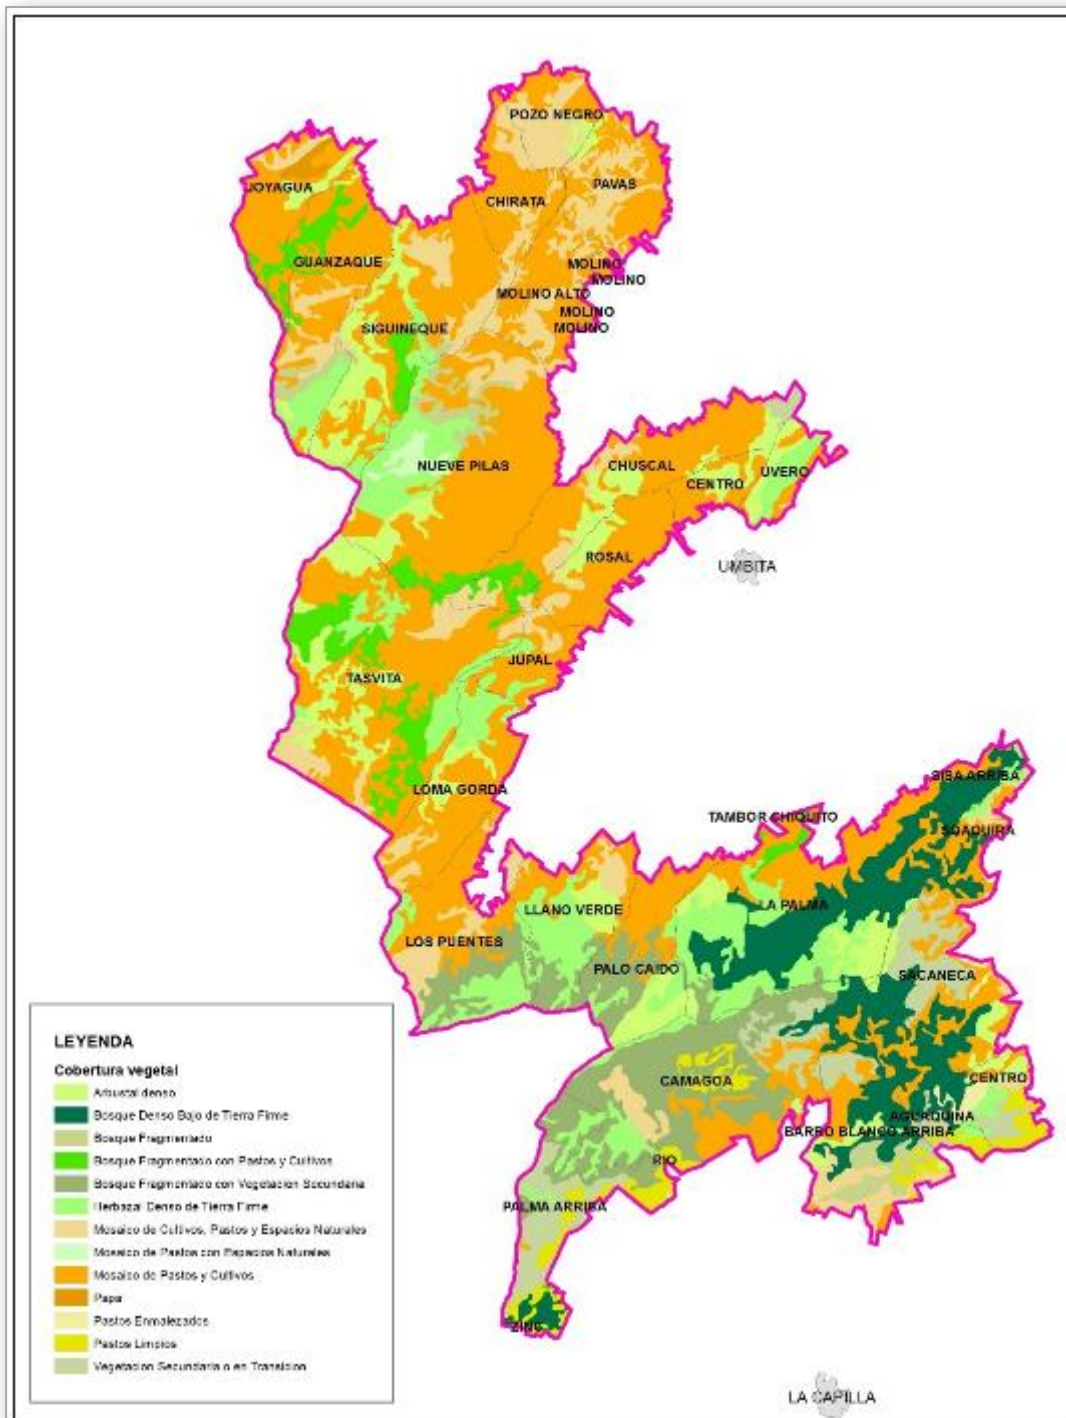 POZO NEGRO
JOYAGUA
PAVAS
CHIRATA
GUANZAQUE
MOLINO
MOLINO
MOLINO ALTO
MOLINO
MOLINO
SIGUINEQUE
NUEVE PILAS
CHUSCAL
UVERO
CENTRO
ROSAL
UMBITA
JUPAL
TASVITA
LOMA GORDA
SISA ARRIBA
TAMBOR CHIQUITO
SOAQUIRA
LA PALMA
LLANO VERDE
LOS PUENTES
PALO CAIDO
SACANECA
CAMAGOA
CENTRO
AGUAQUIÑA
BARRO BLANCO ARRIBA
RIO
PALMA ARRIBA
ZINC
LA CAPILLA
LEYENDA
Cobertura vegetal
Arbustal denso
Bosque Denso Bajo de Tierra Firme
Bosque Fragmentado
Bosque Fragmentado con Pastos y Cultivos
Bosque Fragmentado con Vegetacion Secundaria
Herbazal Denso de Tierra Firme
Mosaico de Cultivos, Pastos y Espacios Naturales
Mosaico de Pastos con Espacios Naturales
Mosaico de Pastos y Cultivos
Papa
Pastos Enmalezados
Pastos Limpios
Vegetacion Secundaria o en Transicion